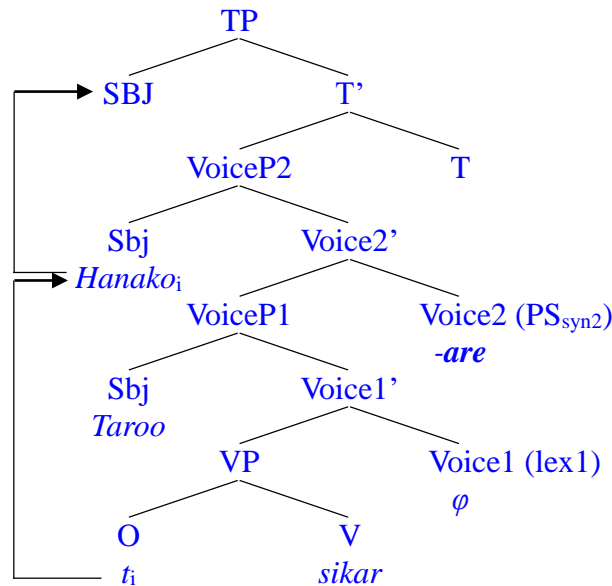 TP
SBJ T’
VoiceP2 T
Sbj Voice2’
Hanakoᵢ
VoiceP1 Voice2 (PSsyn2)
-are
Sbj Voice1’
Taroo
VP Voice1 (lex1)
φ
O V
tᵢ sikar